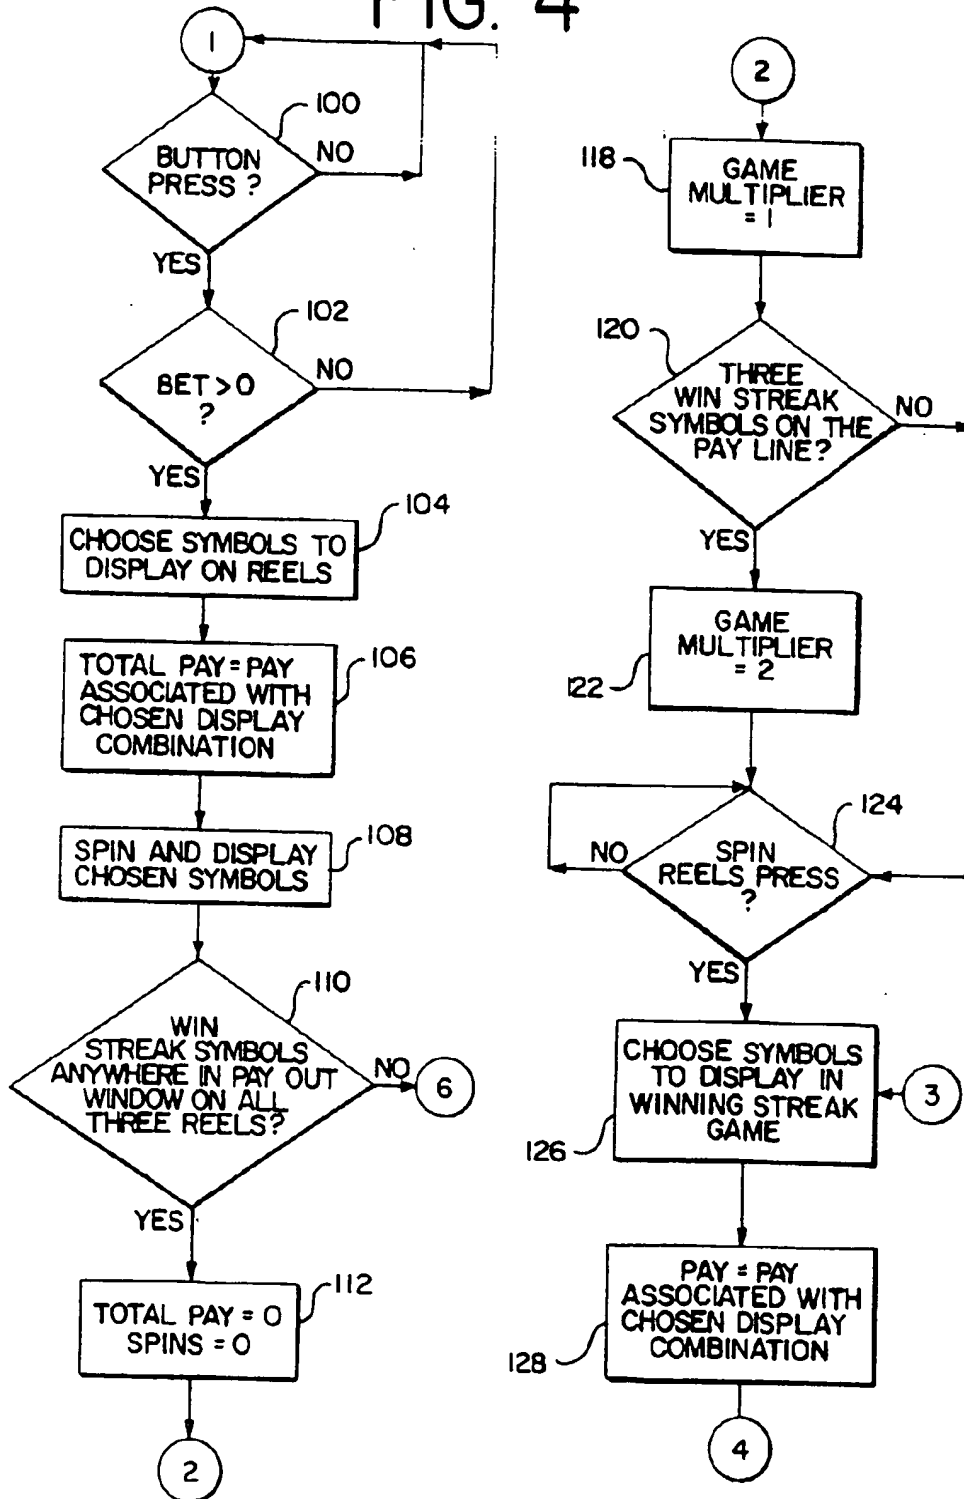 FIG. 4
1
100
BUTTON
PRESS ?
NO
YES
102
BET > 0
?
NO
YES
104
CHOOSE SYMBOLS TO
DISPLAY ON REELS
106
TOTAL PAY = PAY
ASSOCIATED WITH
CHOSEN DISPLAY
COMBINATION
108
SPIN AND DISPLAY
CHOSEN SYMBOLS
110
WIN
STREAK SYMBOLS
ANYWHERE IN PAY OUT
WINDOW ON ALL
THREE REELS?
NO
6
YES
112
TOTAL PAY = 0
SPINS = 0
2
2
118
GAME
MULTIPLIER
= 1
120
THREE
WIN STREAK
SYMBOLS ON THE
PAY LINE?
NO
YES
GAME
MULTIPLIER
= 2
122
124
SPIN
REELS PRESS
?
NO
YES
CHOOSE SYMBOLS
TO DISPLAY IN
WINNING STREAK
GAME
3
126
PAY = PAY
ASSOCIATED WITH
CHOSEN DISPLAY
COMBINATION
128
4